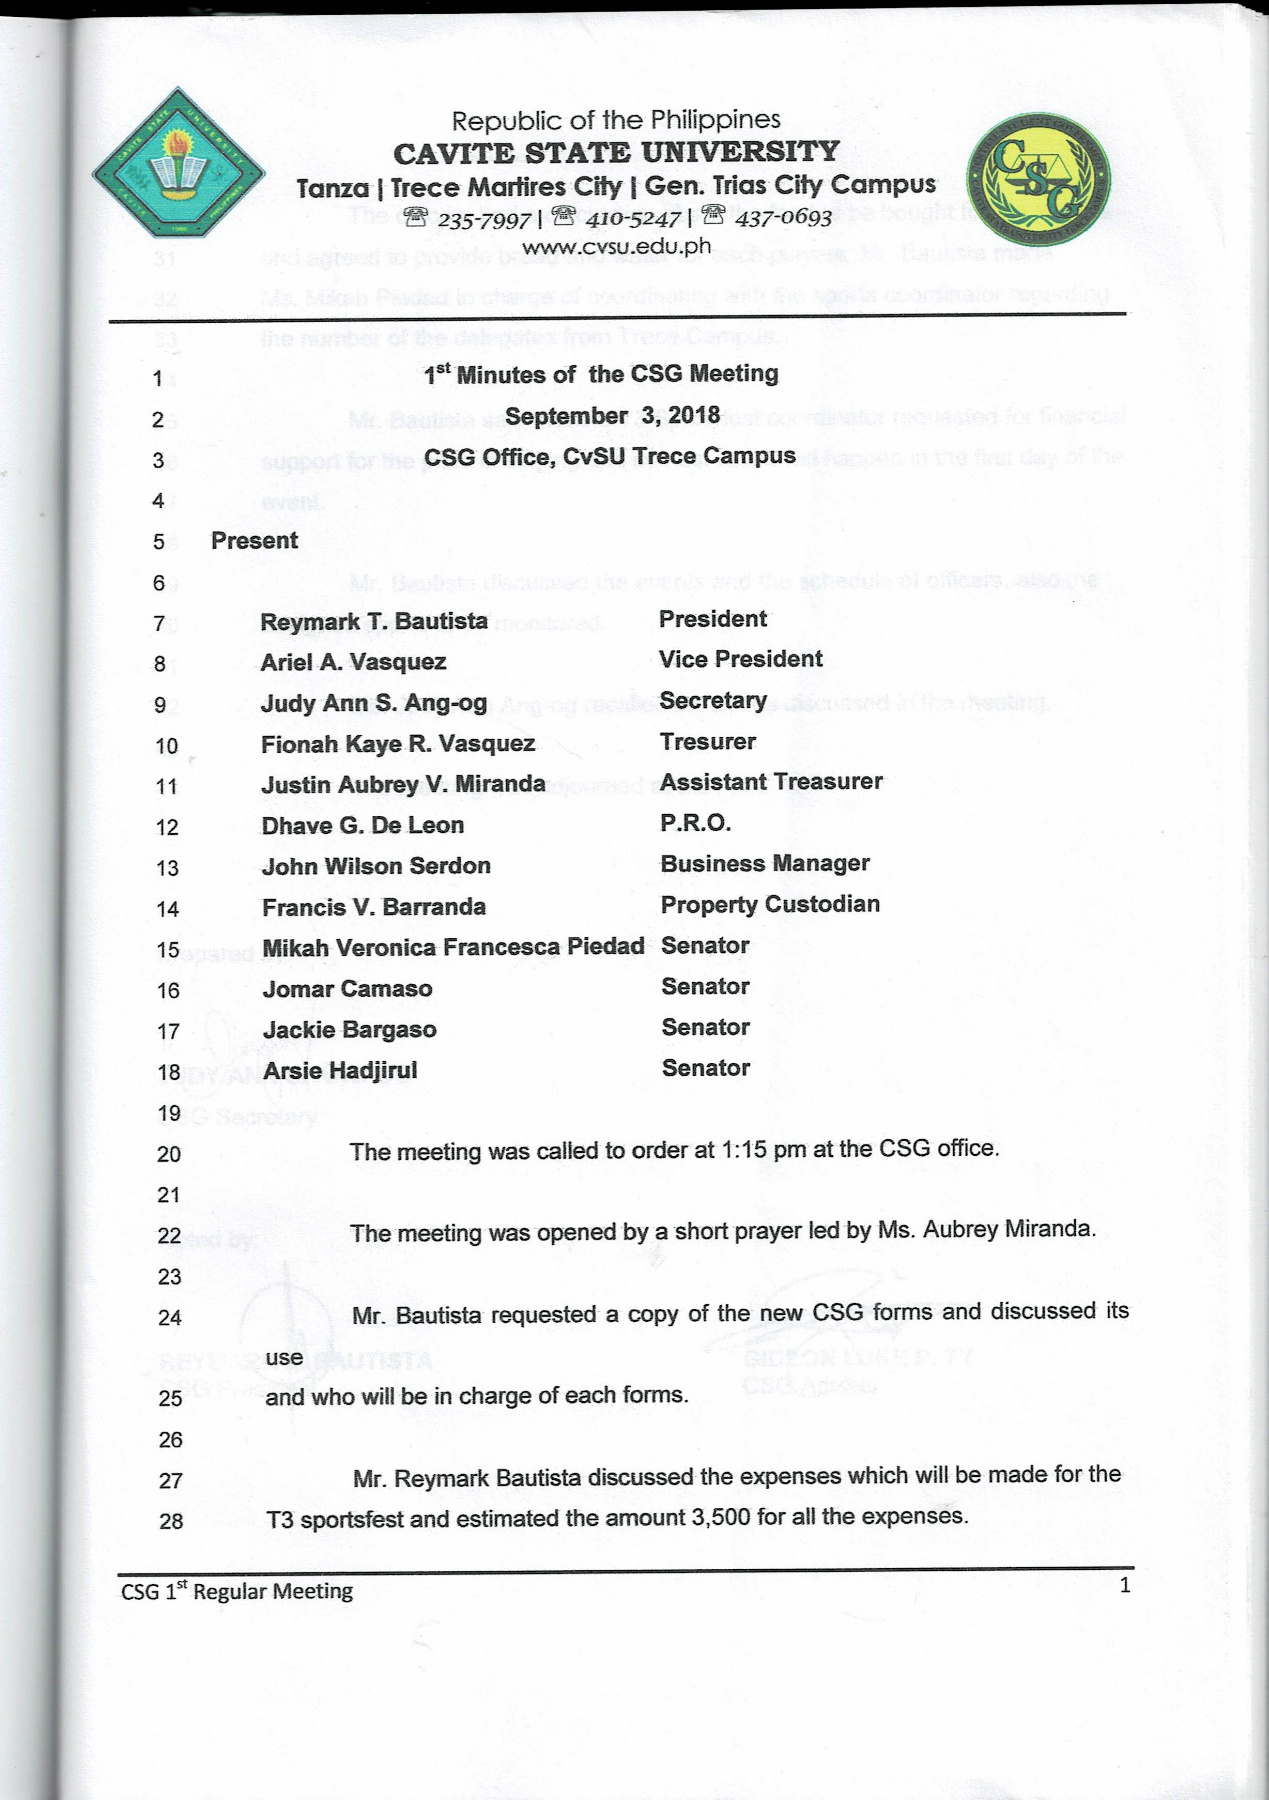 Republic of the Philippines
CAVITE STATE UNIVERSITY
Tanza | Trece Martires City | Gen. Trias City Campus
☏ 235-7997 | ☏ 410-5247 | ☏ 437-0693
www.cvsu.edu.ph
CSG
1 1st Minutes of the CSG Meeting
2 September 3, 2018
3 CSG Office, CvSU Trece Campus
4
5 Present
6
7 Reymark T. Bautista President
8 Ariel A. Vasquez Vice President
9 Judy Ann S. Ang-og Secretary
10 Fionah Kaye R. Vasquez Tresurer
11 Justin Aubrey V. Miranda Assistant Treasurer
12 Dhave G. De Leon P.R.O.
13 John Wilson Serdon Business Manager
14 Francis V. Barranda Property Custodian
15 Mikah Veronica Francesca Piedad Senator
16 Jomar Camaso Senator
17 Jackie Bargaso Senator
18 Arsie Hadjirul Senator
19
20 The meeting was called to order at 1:15 pm at the CSG office.
21
22 The meeting was opened by a short prayer led by Ms. Aubrey Miranda.
23
24 Mr. Bautista requested a copy of the new CSG forms and discussed its
use
25 and who will be in charge of each forms.
26
27 Mr. Reymark Bautista discussed the expenses which will be made for the
28 T3 sportsfest and estimated the amount 3,500 for all the expenses.
CSG 1st Regular Meeting 1